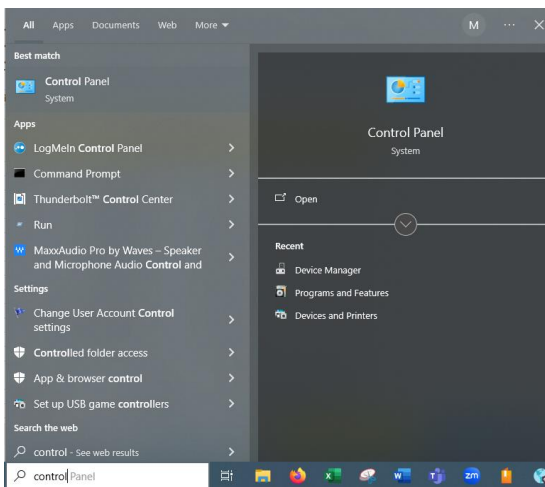 All Apps Documents Web More M
Best match
Control Panel
System
Apps
LogMeIn Control Panel
Command Prompt
Thunderbolt™ Control Center
Run
MaxxAudio Pro by Waves – Speaker
and Microphone Audio Control and
Settings
Change User Account Control
settings
Controlled folder access
App & browser control
Set up USB game controllers
Search the web
control - See web results
control Panel
Control Panel
System
Open
Recent
Device Manager
Programs and Features
Devices and Printers
zm